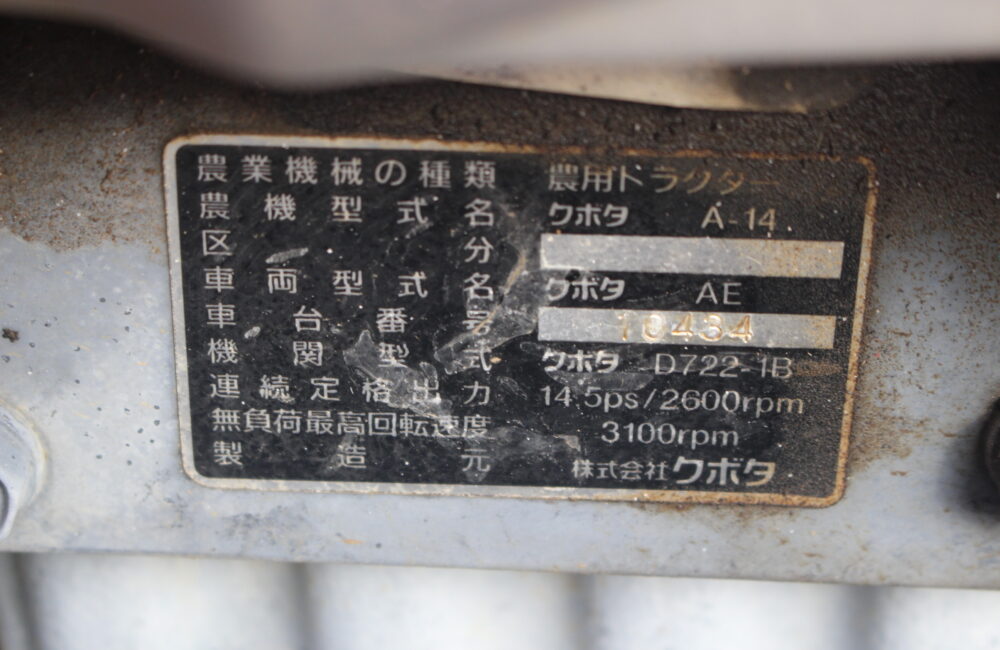 農業機械の種類 農用トラクター
農機型式名 クボタ A-14
区分
車両型式名 クボタ AE
車台番号 10434
機関型式 クボタ D722-1B
連続定格出力 14.5ps/2600rpm
無負荷最高回転速度 3100rpm
製造元 株式会社クボタ